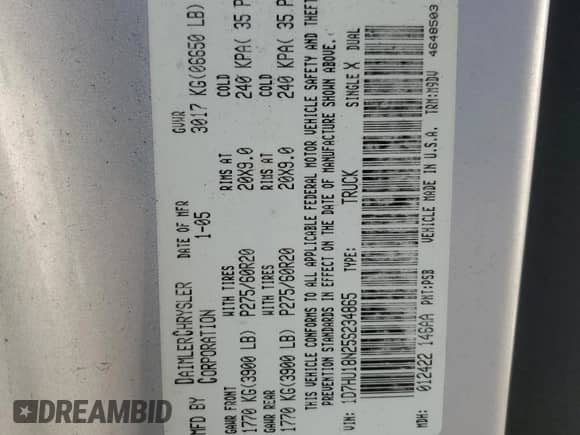 MFD BY DAIMLERCHRYSLER CORPORATION
DATE OF MFR 1-05
GVWR 3017 KG(06650 LB)
GAWR FRONT WITH TIRES RIMS AT COLD
1770 KG(3900 LB) P275/60R20 20X9.0 240 KPA( 35 P
GAWR REAR WITH TIRES RIMS AT COLD
1770 KG(3900 LB) P275/60R20 20X9.0 240 KPA( 35 P
THIS VEHICLE CONFORMS TO ALL APPLICABLE FEDERAL MOTOR VEHICLE SAFETY AND THEFT
PREVENTION STANDARDS IN EFFECT ON THE DATE OF MANUFACTURE SHOWN ABOVE.
VIN: 1D7HU18N25S234865 TYPE: TRUCK SINGLE X DUAL
MDH: 012422 146AA PNT:PSB VEHICLE MADE IN U.S.A. TRM:M9DV 4648503
DREAMBID